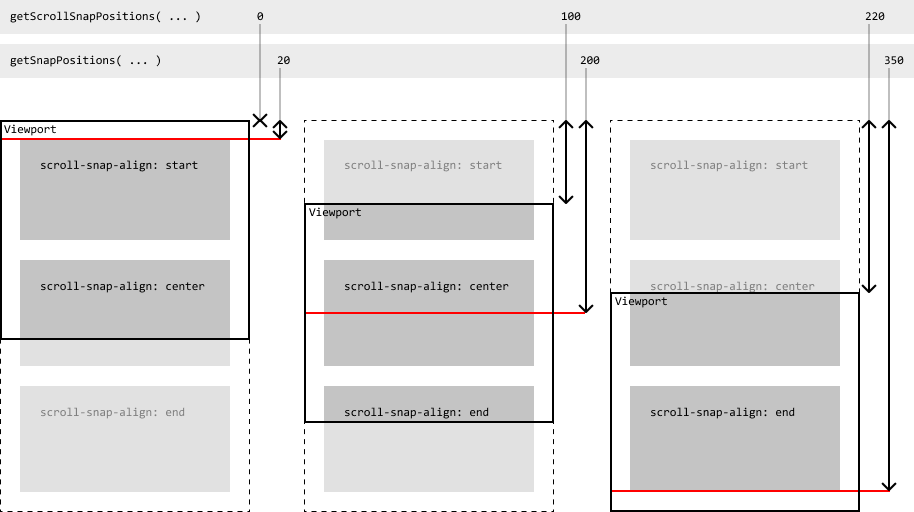 getScrollSnapPositions( ... ) 0 100 220
getSnapPositions( ... ) 20 200 350
Viewport
scroll-snap-align: start
scroll-snap-align: center
scroll-snap-align: end
scroll-snap-align: start
Viewport
scroll-snap-align: center
scroll-snap-align: end
scroll-snap-align: start
scroll-snap-align: center
Viewport
scroll-snap-align: end